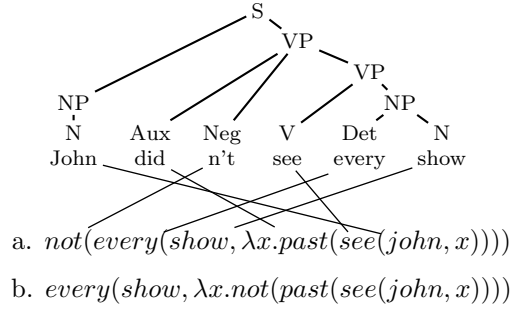 S
VP
VP
NP NP
N Aux Neg V Det N
John did n't see every show
a. not(every(show, λx.past(see(john, x))))
b. every(show, λx.not(past(see(john, x))))